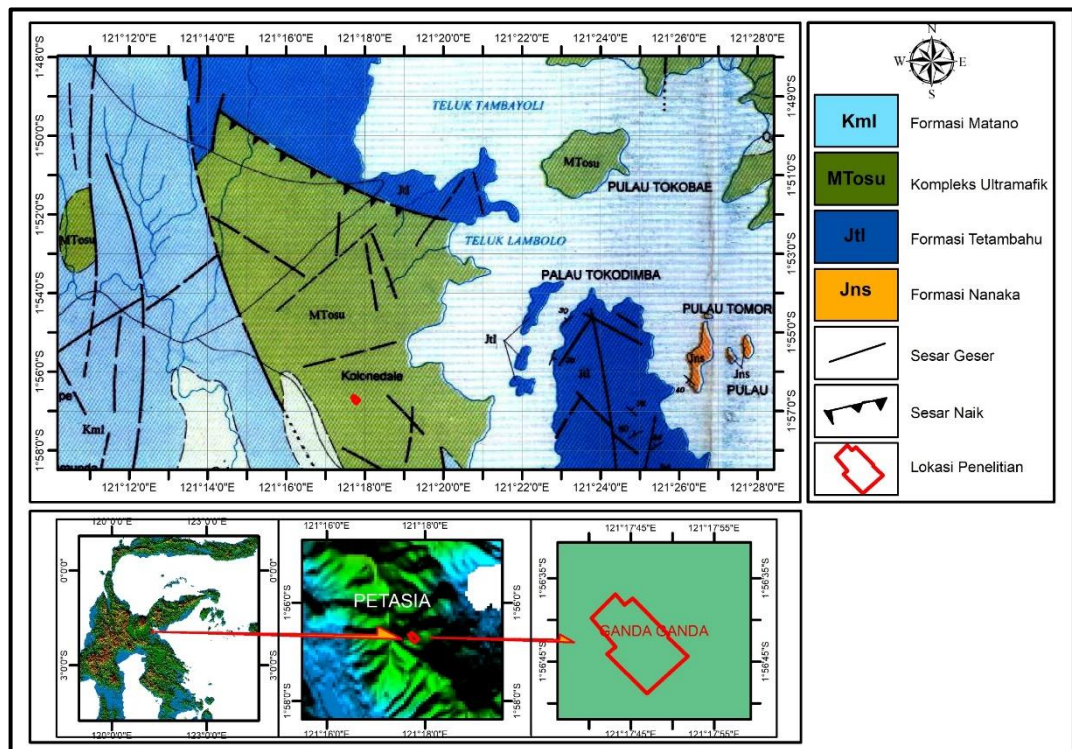 121°12'0"E 121°14'0"E 121°16'0"E 121°18'0"E 121°20'0"E 121°22'0"E 121°24'0"E 121°26'0"E 121°28'0"E
1°48'0"S
1°50'0"S
1°52'0"S
1°54'0"S
1°56'0"S
1°58'0"S
TELUK TAMBAYOLI
MTosu
PULAU TOKOBAE
Jtl
MTosu
TELUK LAMBOLO
PALAU TOKODIMBA
PULAU TOMOR
MTosu
Jtl
30
Jtl
Jns
Jns
40
PULAU
Kolonedale
pe
Kml
1°49'0"S
1°51'0"S
1°53'0"S
1°55'0"S
1°57'0"S
121°10'0"E 121°12'0"E 121°14'0"E 121°16'0"E 121°18'0"E 121°20'0"E 121°22'0"E 121°24'0"E 121°26'0"E 121°28'0"E
N
W E
S
Kml Formasi Matano
MTosu Kompleks Ultramafik
Jtl Formasi Tetambahu
Jns Formasi Nanaka
Sesar Geser
Sesar Naik
Lokasi Penelitian
120°0'0"E 123°0'0"E
0°0'0"
3°0'0"S
0°0'0"
3°0'0"S
120°0'0"E 123°0'0"E
121°16'0"E 121°18'0"E
1°56'0"S
1°58'0"S
PETASIA
1°56'0"S
1°58'0"S
121°16'0"E 121°18'0"E
121°17'45"E 121°17'55"E
1°56'35"S
1°56'45"S
GANDA GANDA
1°56'35"S
1°56'45"S
121°17'45"E 121°17'55"E